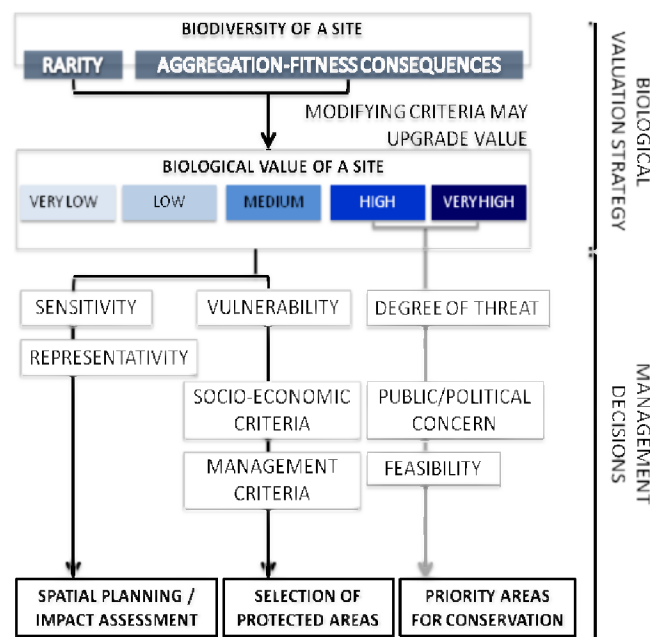 BIODIVERSITY OF A SITE
RARITY
AGGREGATION-FITNESS CONSEQUENCES
MODIFYING CRITERIA MAY
UPGRADE VALUE
BIOLOGICAL VALUE OF A SITE
VERY LOW
LOW
MEDIUM
HIGH
VERY HIGH
BIOLOGICAL
VALUATION STRATEGY
SENSITIVITY
VULNERABILITY
DEGREE OF THREAT
REPRESENTATIVITY
SOCIO-ECONOMIC
CRITERIA
PUBLIC/POLITICAL
CONCERN
MANAGEMENT
CRITERIA
FEASIBILITY
MANAGEMENT
DECISIONS
SPATIAL PLANNING /
IMPACT ASSESSMENT
SELECTION OF
PROTECTED AREAS
PRIORITY AREAS
FOR CONSERVATION